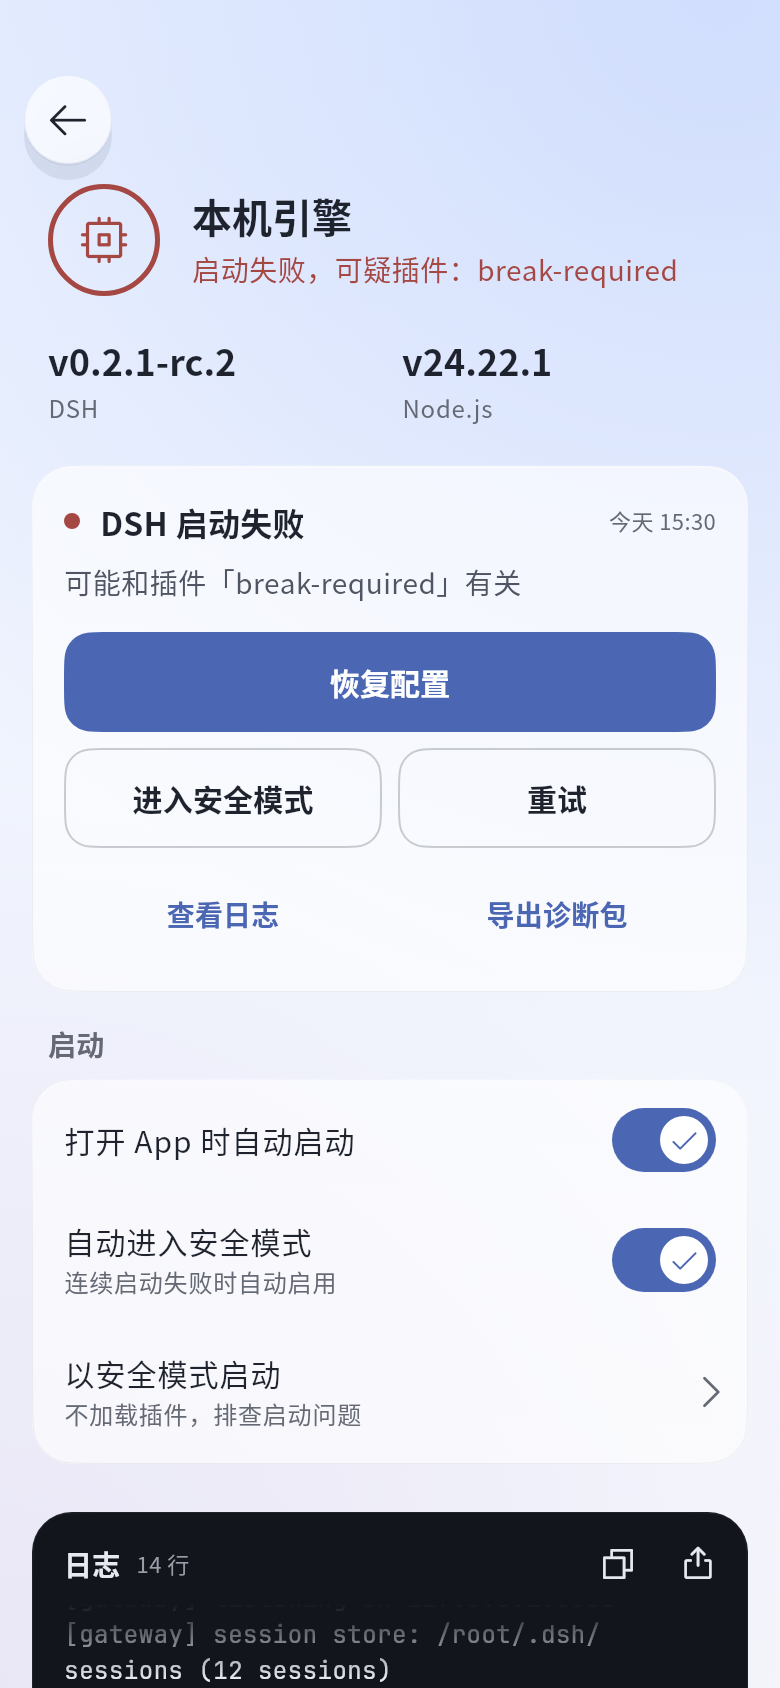 本机引擎
启动失败，可疑插件：break-required
v0.2.1-rc.2
v24.22.1
DSH
Node.js
DSH 启动失败
今天 15:30
可能和插件「break-required」有关
恢复配置
进入安全模式
重试
查看日志
导出诊断包
启动
打开 App 时自动启动
自动进入安全模式
连续启动失败时自动启用
以安全模式启动
不加载插件，排查启动问题
日志 14 行
[gateway] session store: /root/.dsh/
sessions (12 sessions)